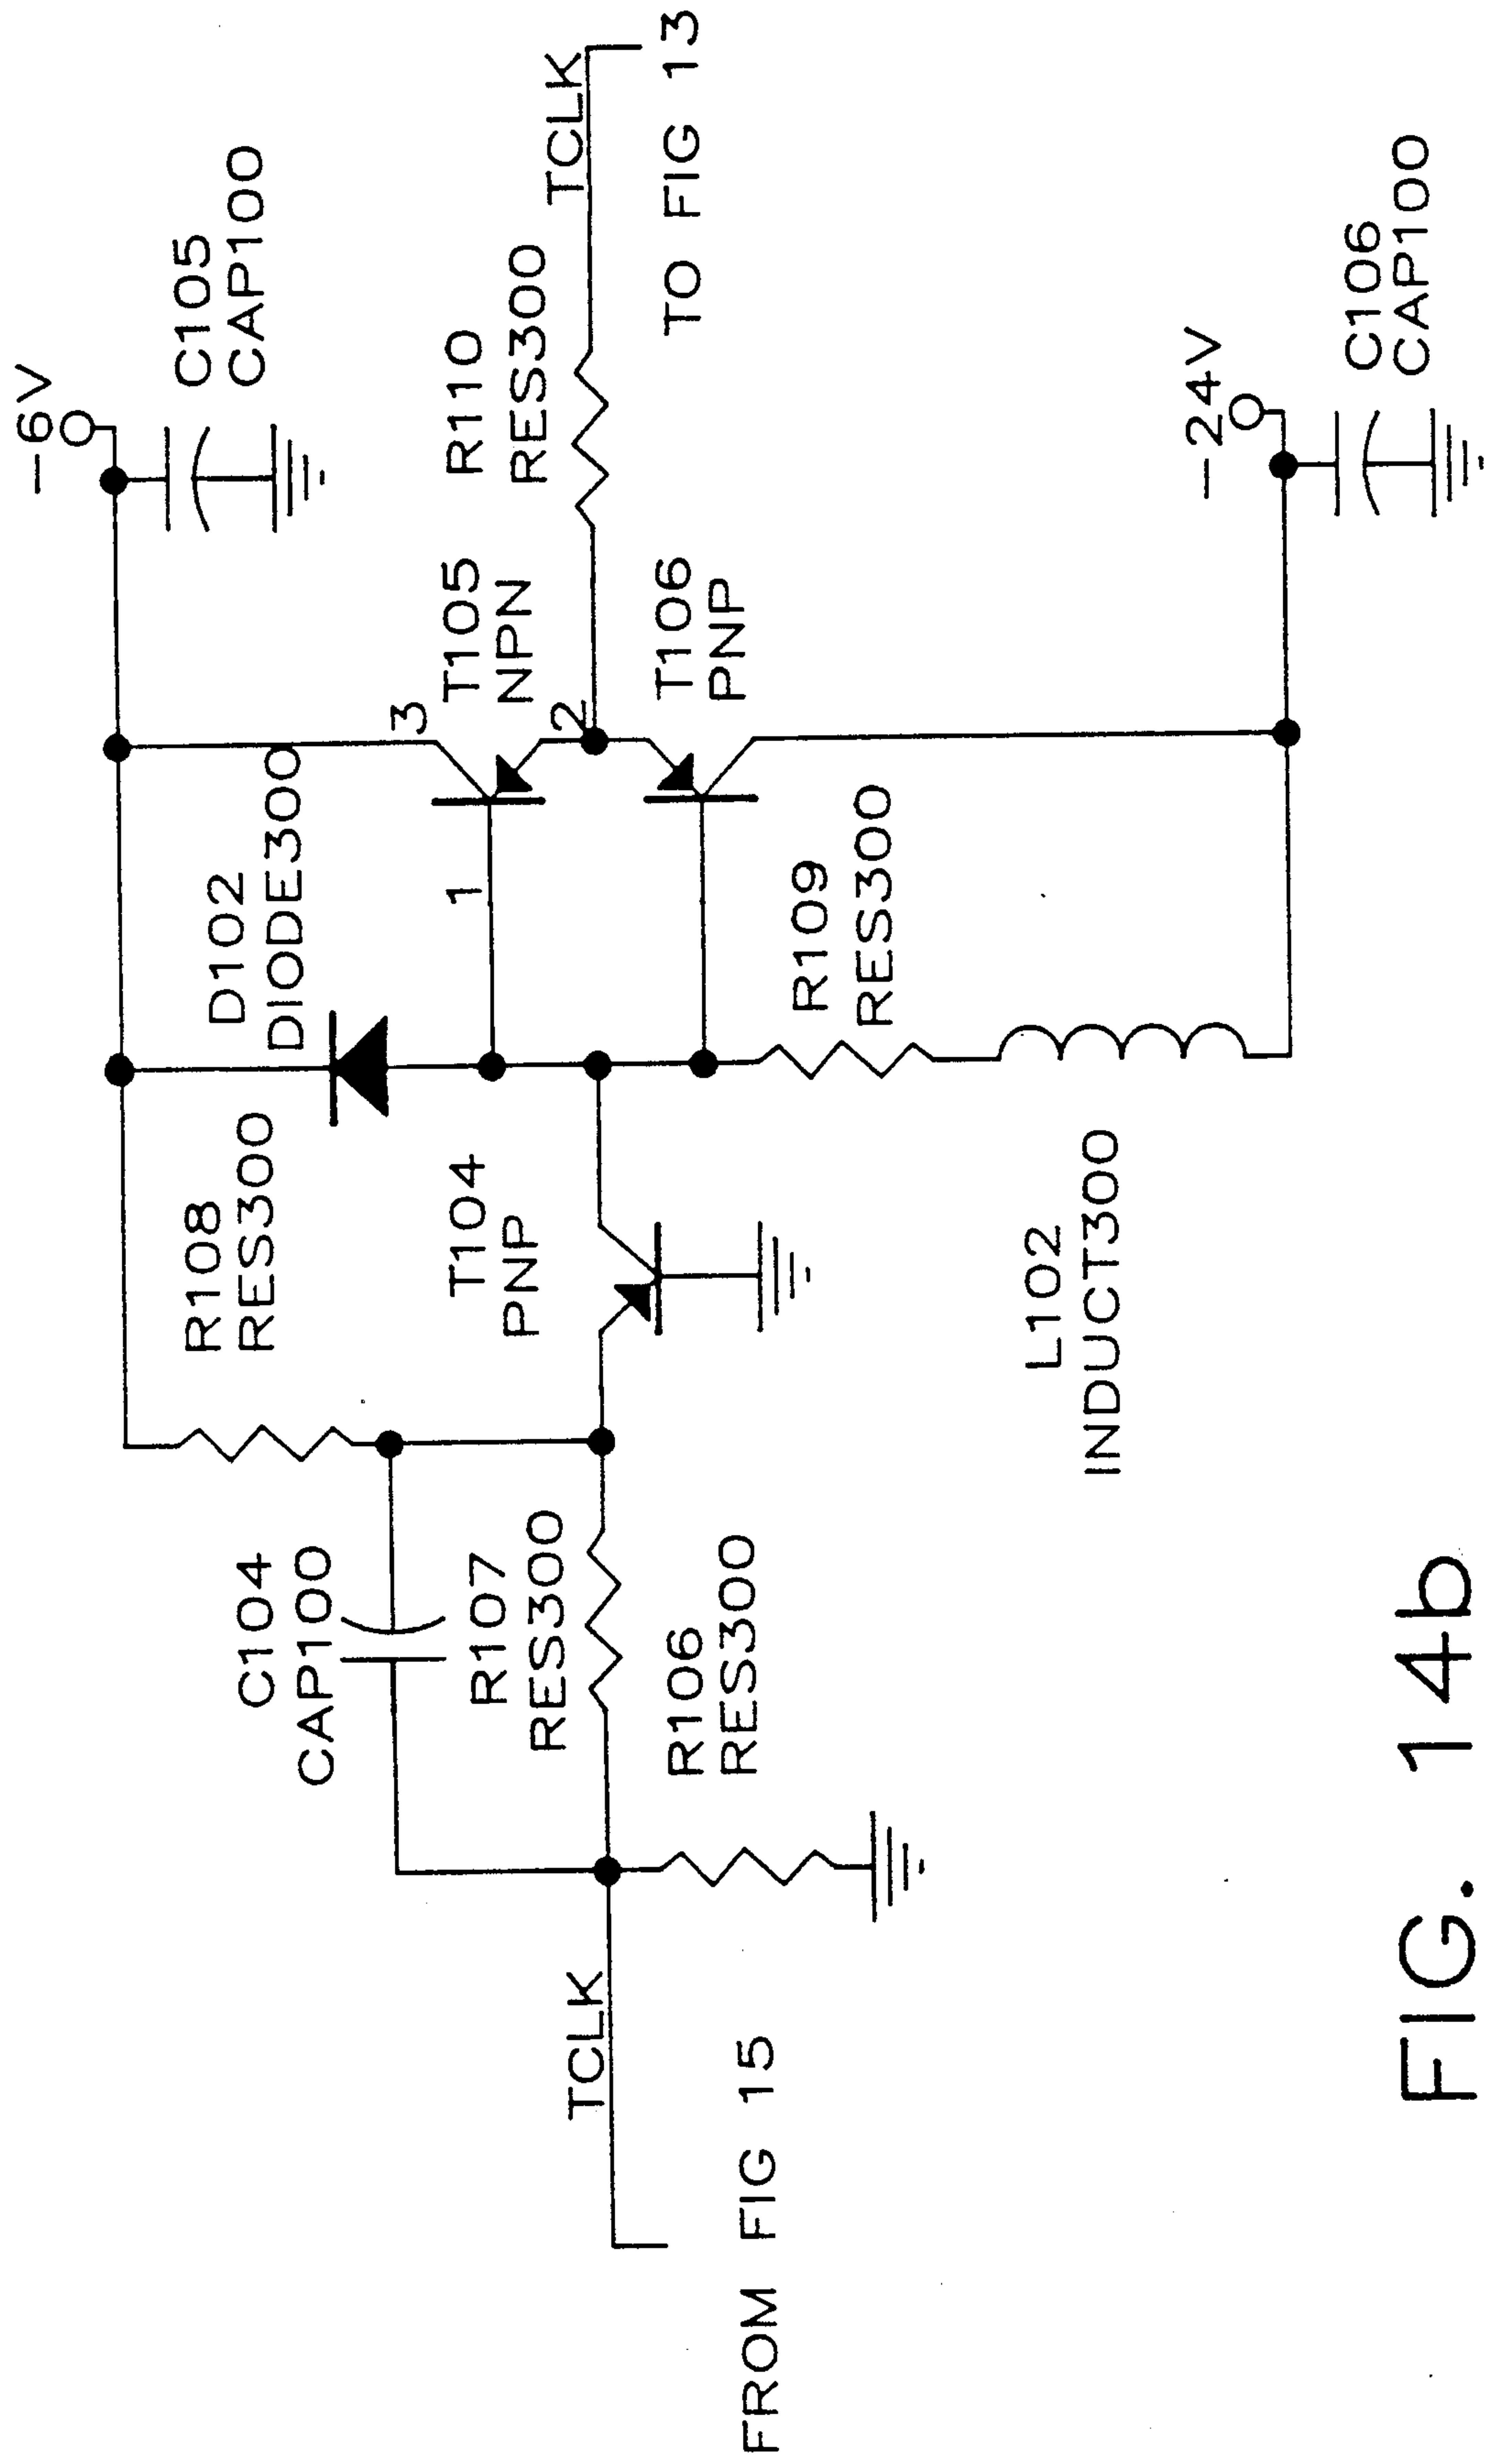 -6V
C105
CAP100
D102
DIODE300
R108
RES300
C104
CAP100
3
T105
NPN
R110
RES300
1
2
TCLK
T104
PNP
R107
RES300
TCLK
T106
PNP
TO FIG 13
R106
RES300
FROM FIG 15
R109
RES300
L102
INDUCT300
-24V
C106
CAP100
FIG. 14b